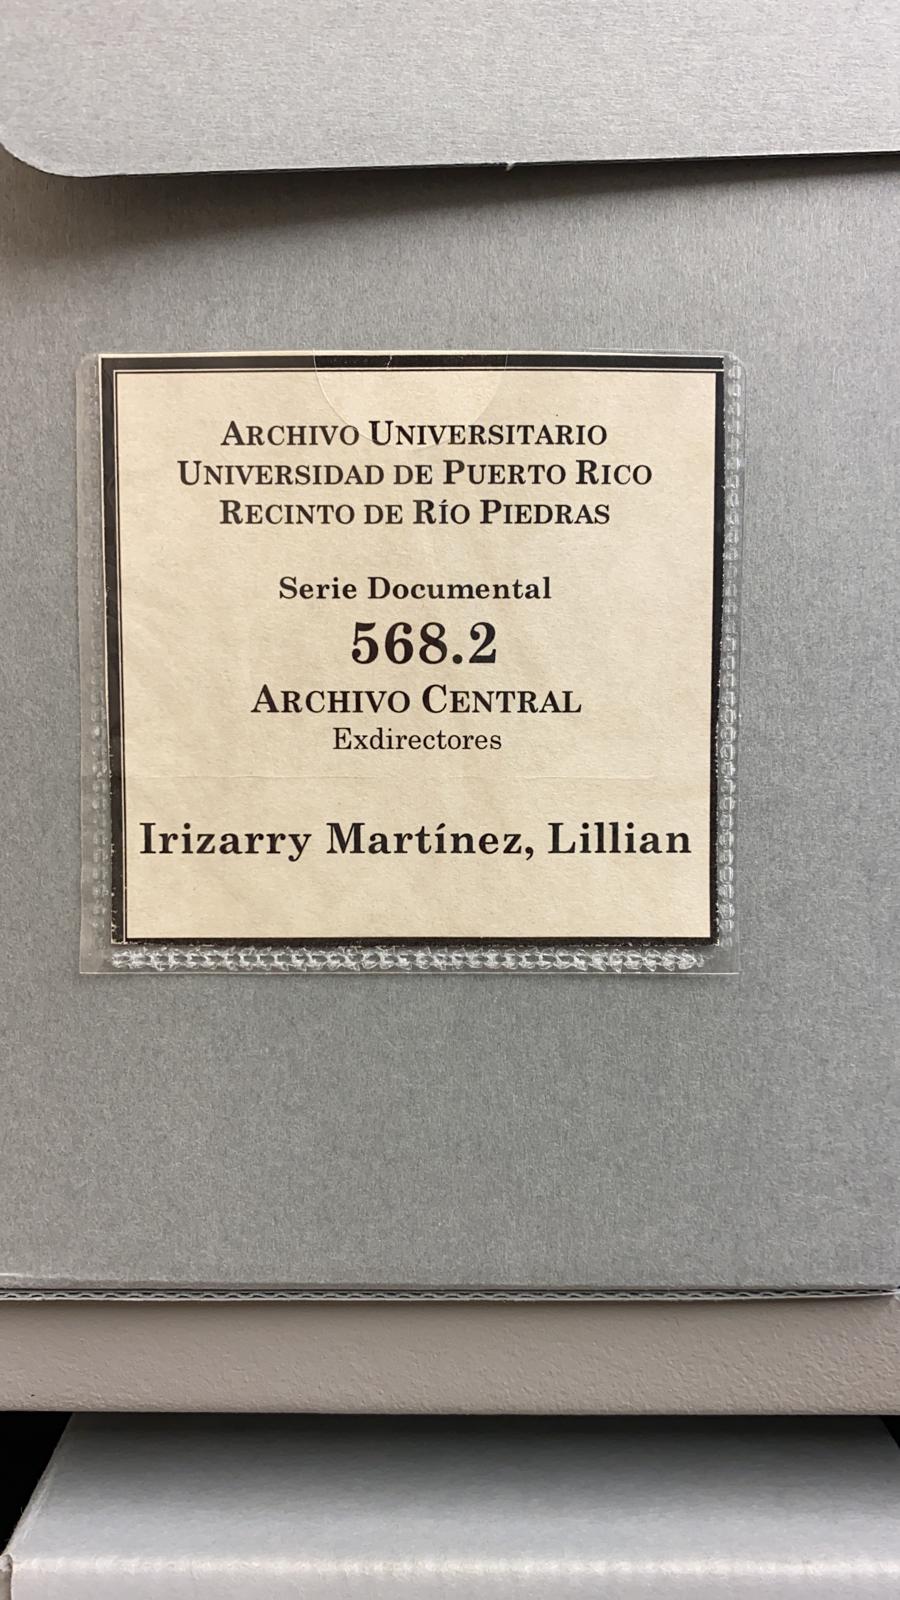 ARCHIVO UNIVERSITARIO
UNIVERSIDAD DE PUERTO RICO
RECINTO DE RÍO PIEDRAS
Serie Documental
568.2
ARCHIVO CENTRAL
Exdirectores
Irizarry Martínez, Lillian